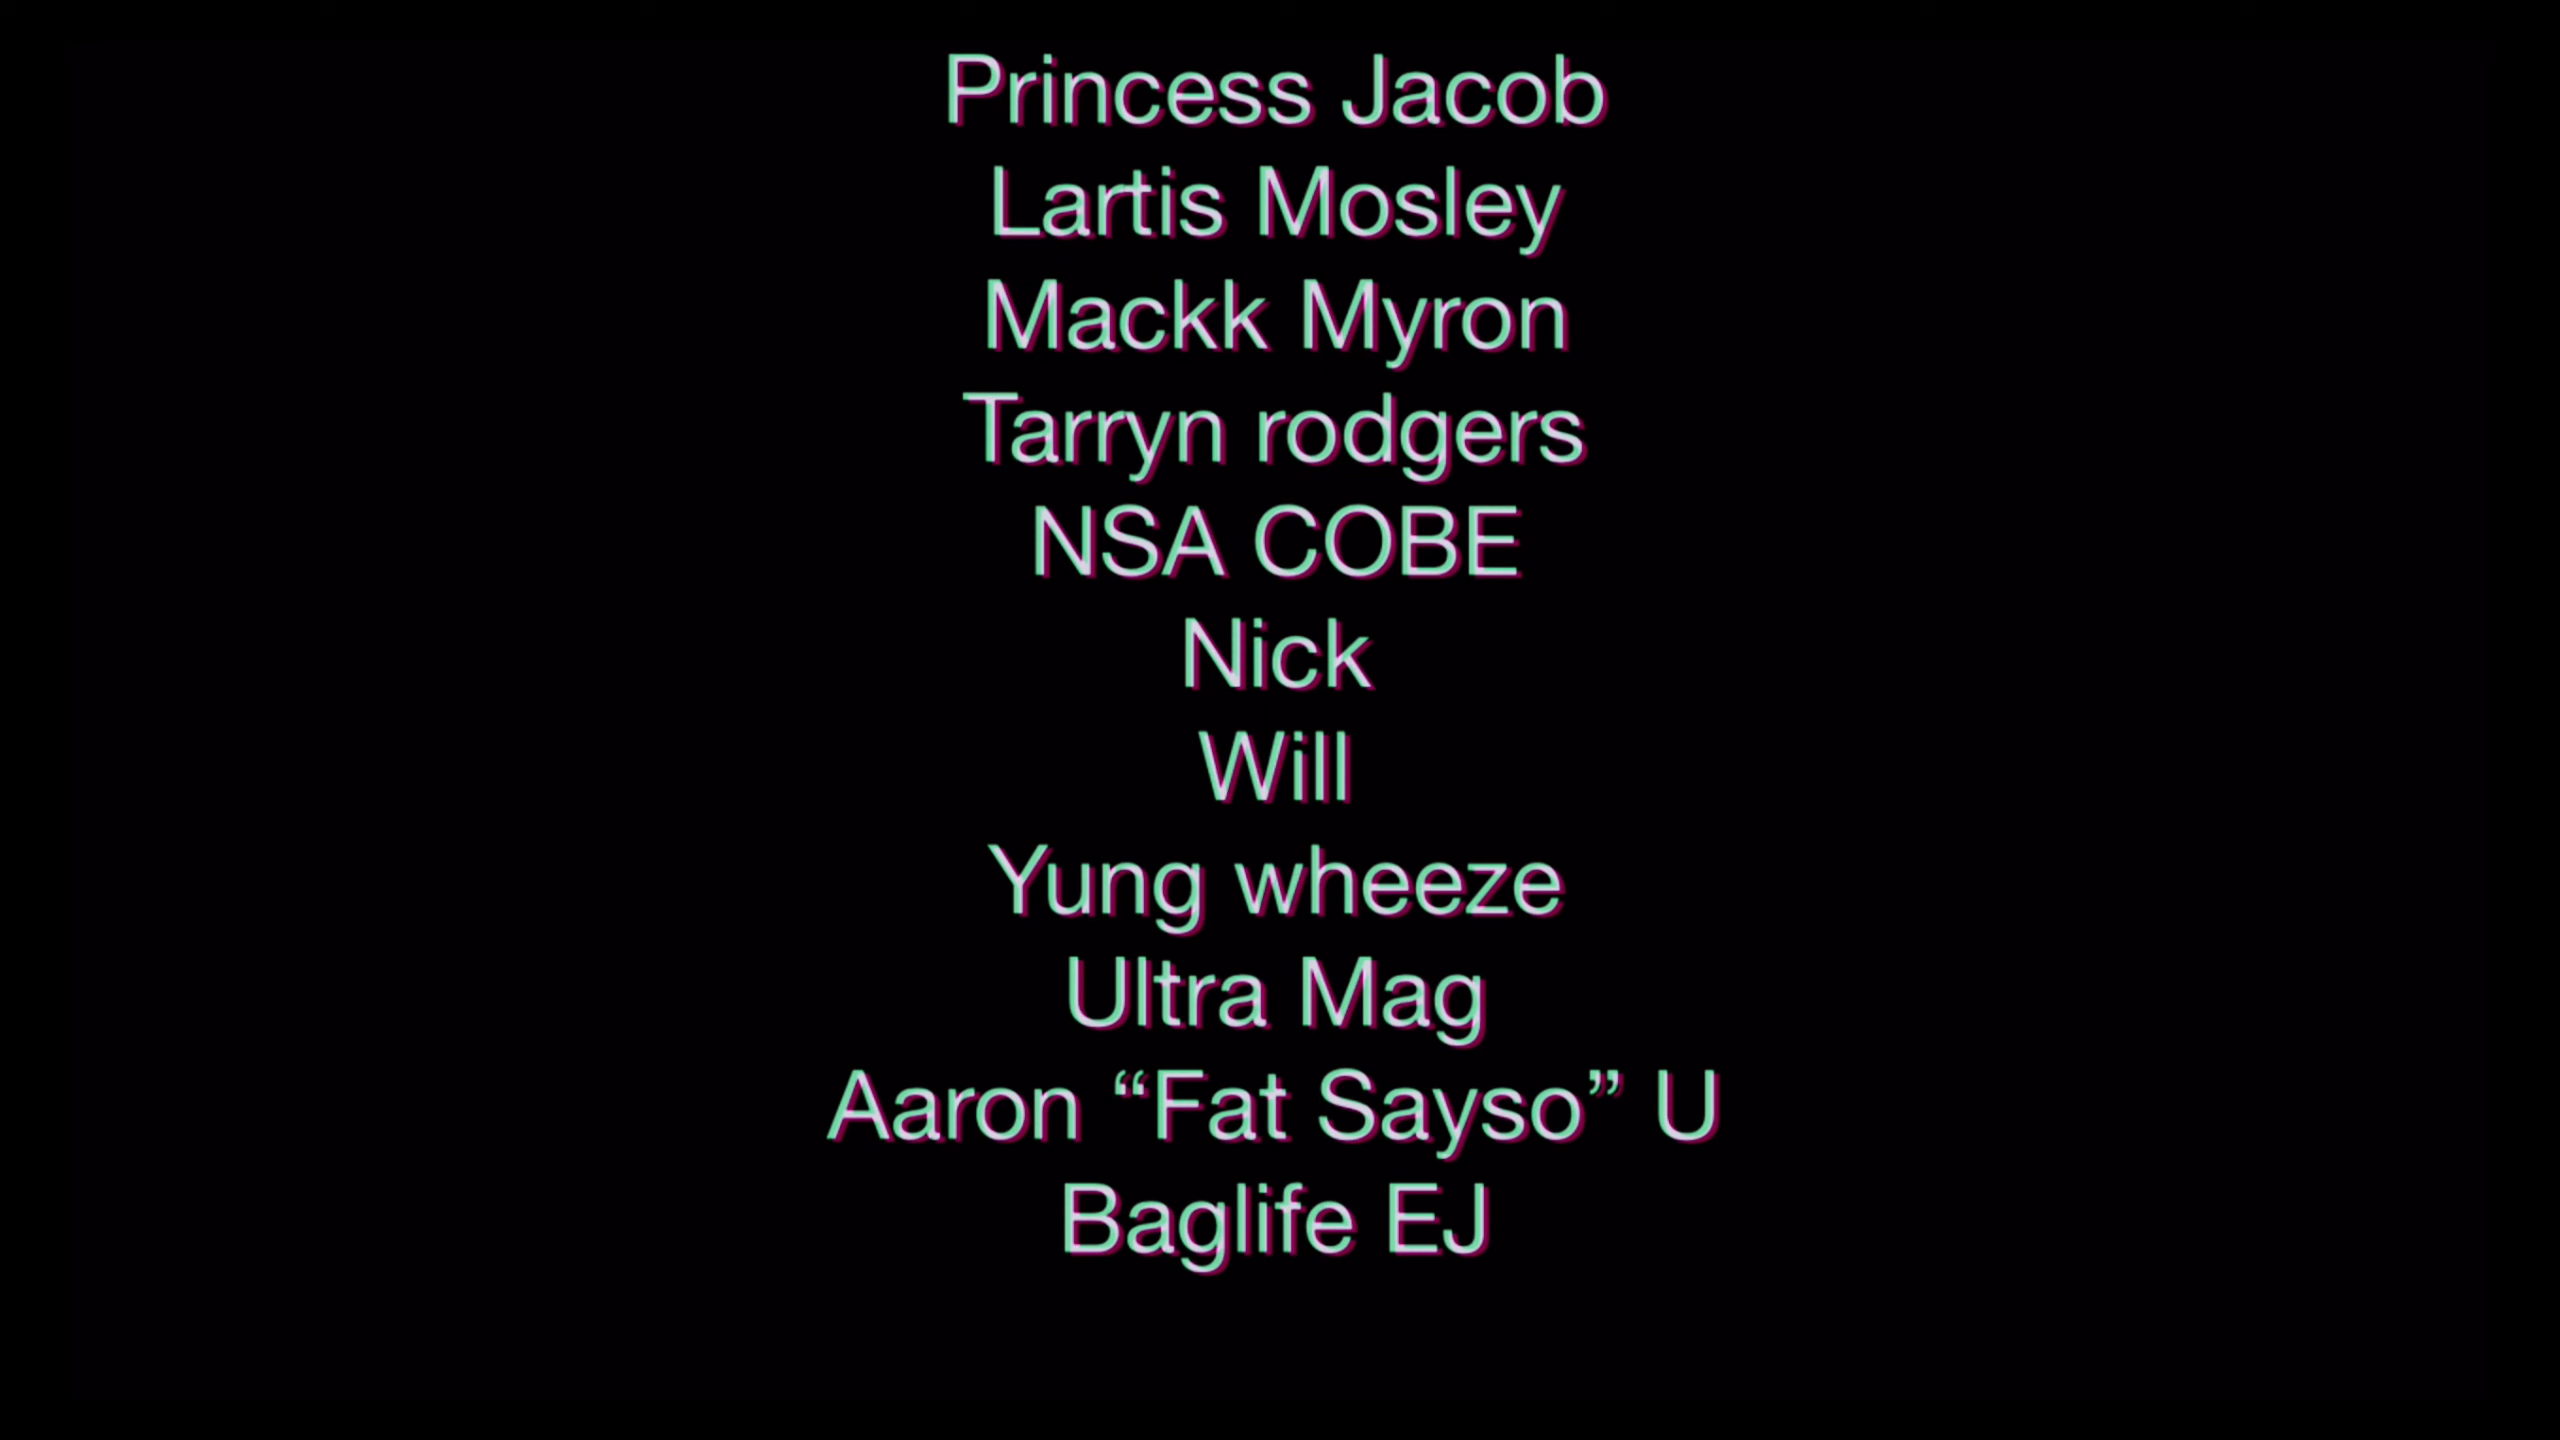 Princess Jacob
Lartis Mosley
Mackk Myron
Tarryn rodgers
NSA COBE
Nick
Will
Yung wheeze
Ultra Mag
Aaron “Fat Sayso” U
Baglife EJ